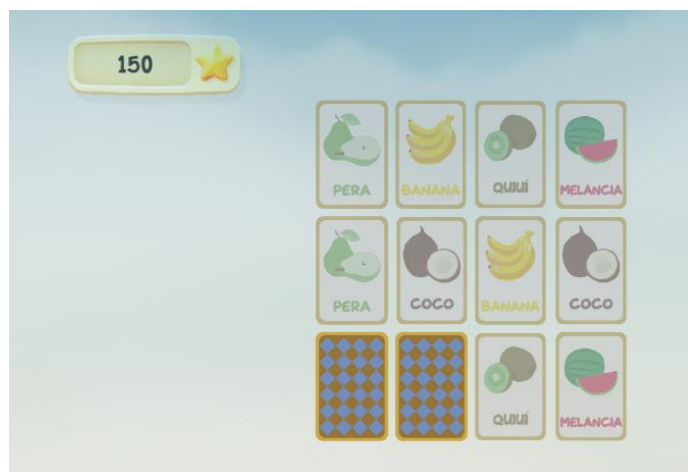 150
PERA BANANA QUIUÍ MELANCIA
PERA COCO BANANA COCO
QUIUÍ MELANCIA